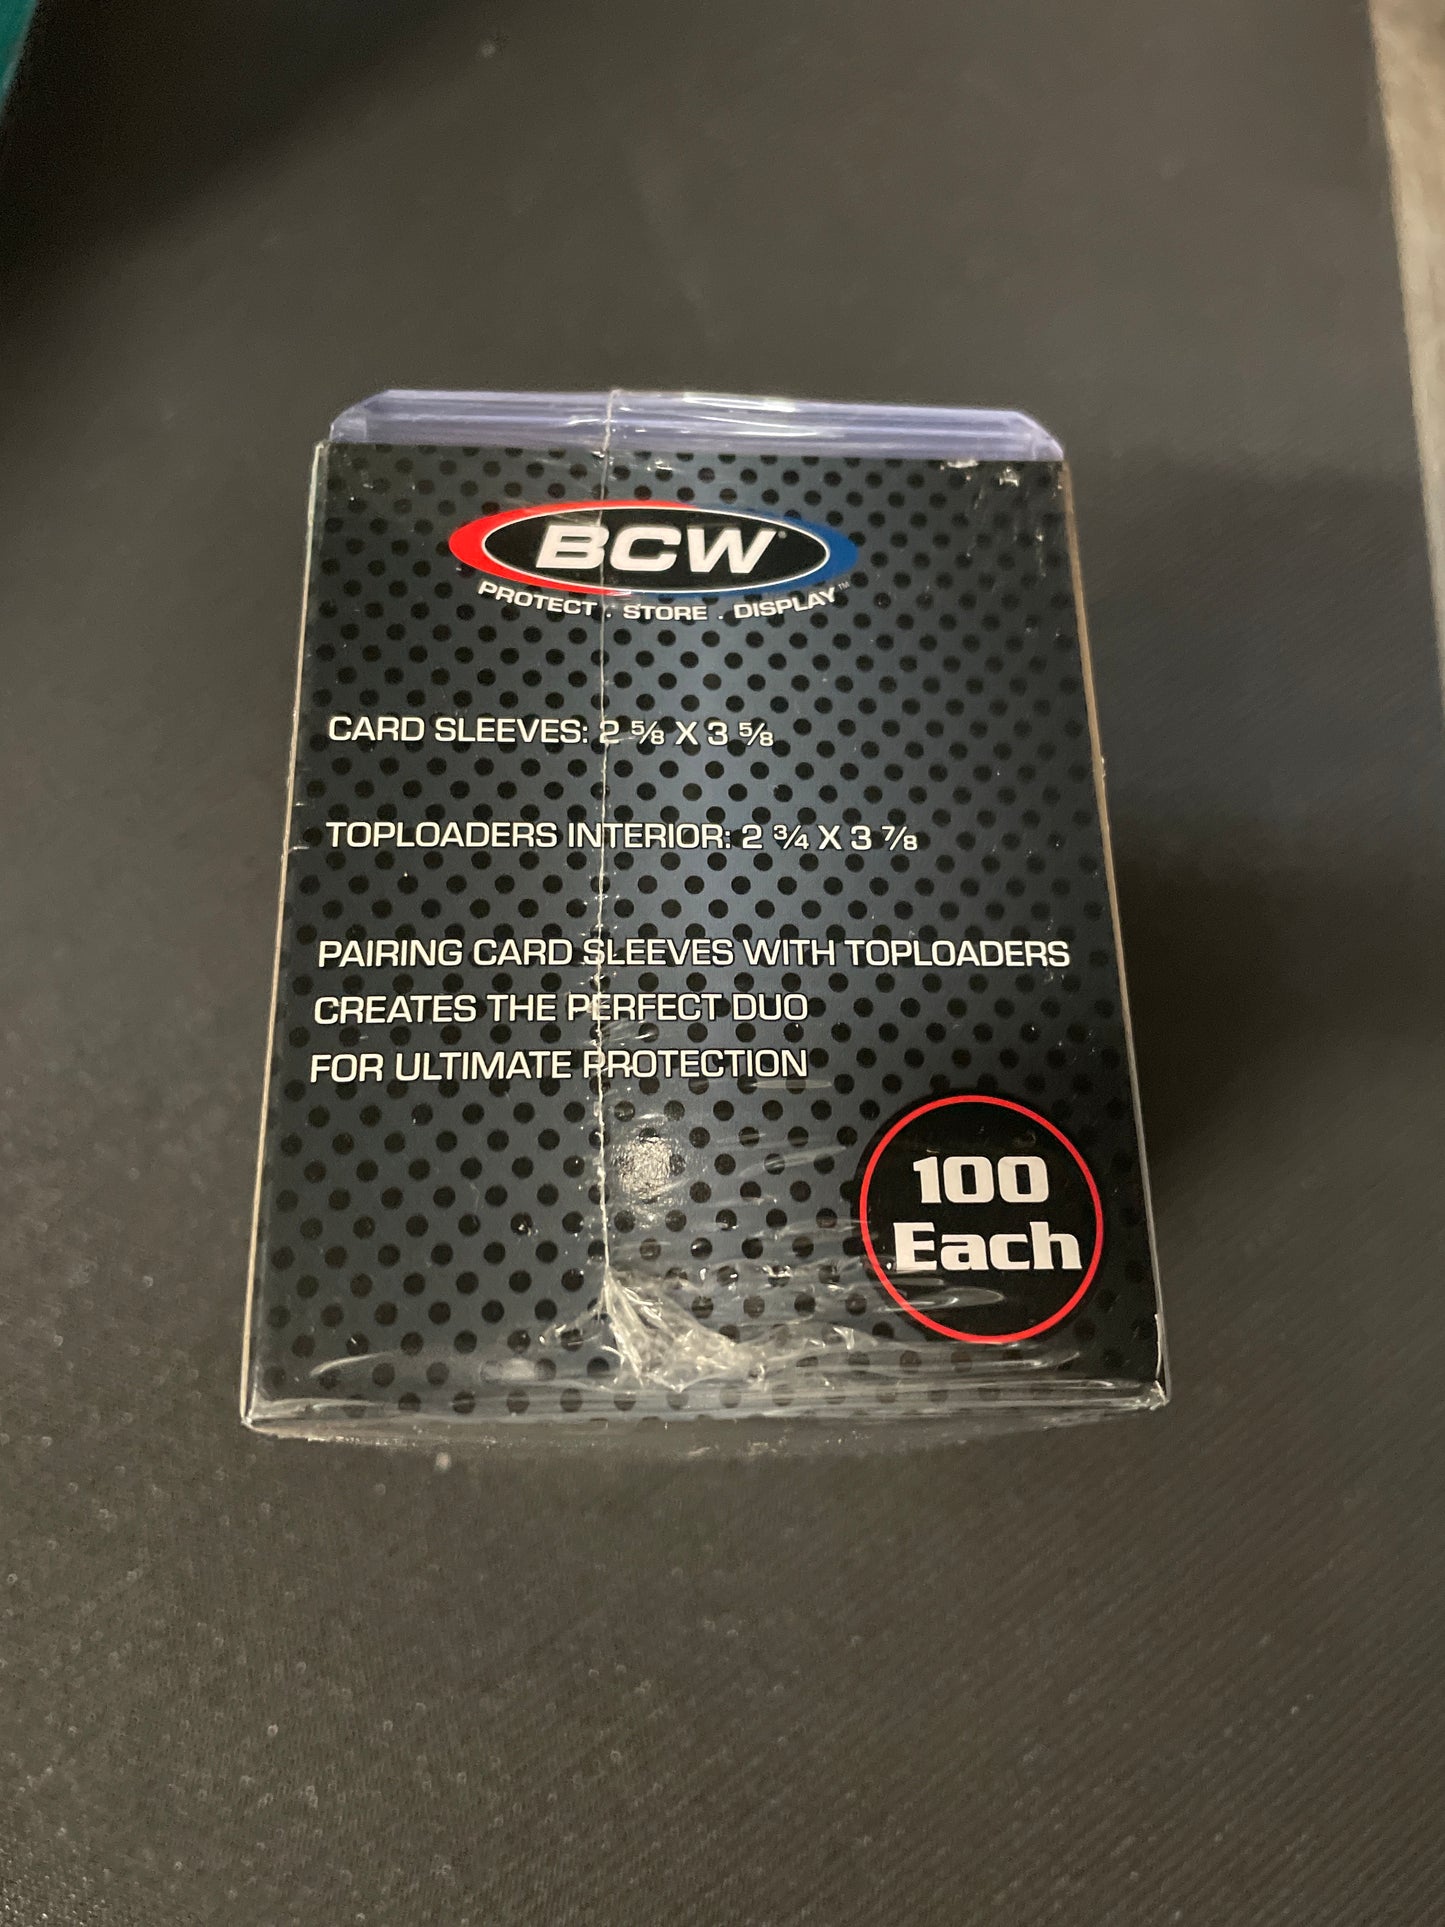 BCW®
PROTECT . STORE . DISPLAY™
CARD SLEEVES: 2 ⅝ X 3 ⅝
TOPLOADERS INTERIOR: 2 ¾ X 3 ⅞
PAIRING CARD SLEEVES WITH TOPLOADERS
CREATES THE PERFECT DUO
FOR ULTIMATE PROTECTION
100
Each